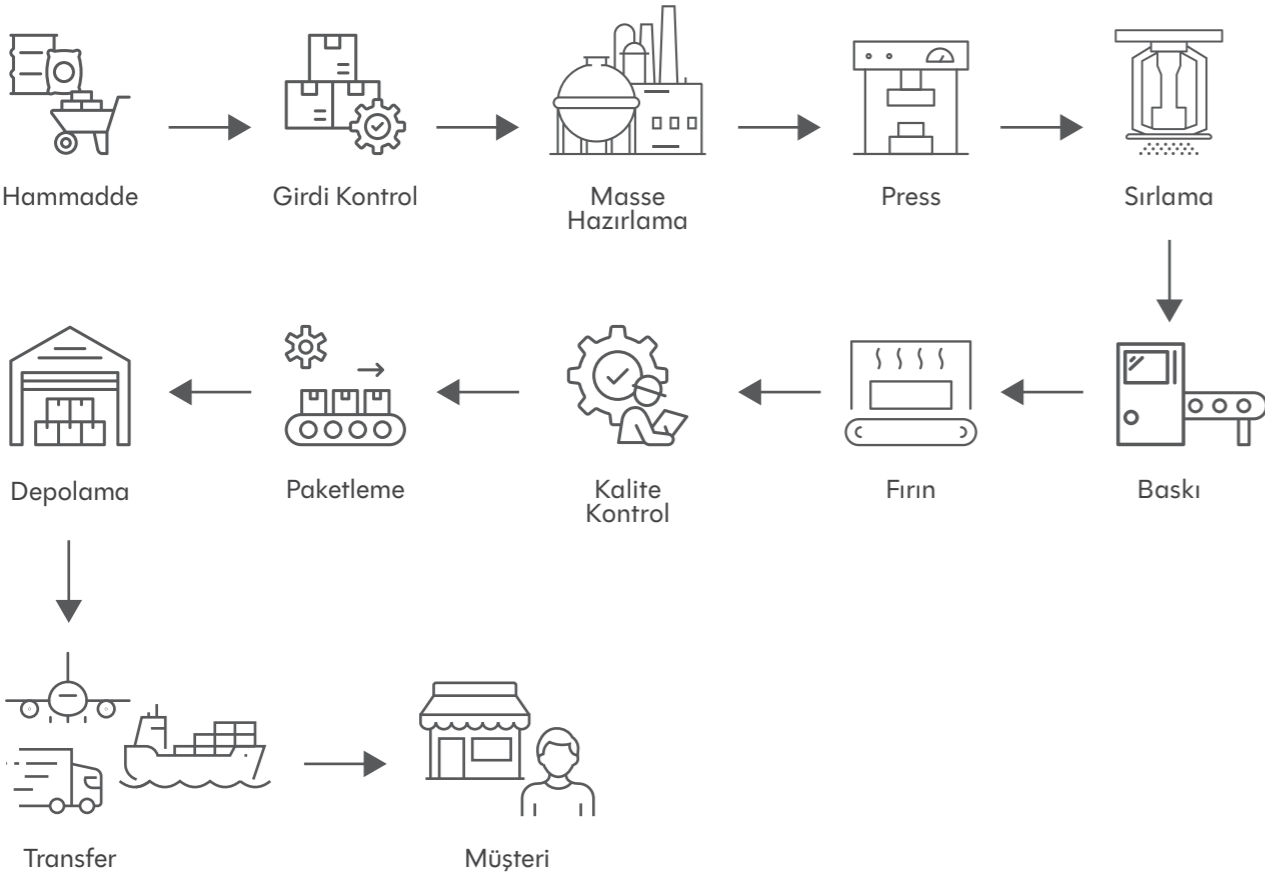 Hammadde
Girdi Kontrol
Masse
Hazırlama
Press
Sırlama
Depolama
Paketleme
Kalite
Kontrol
Fırın
Baskı
Transfer
Müşteri